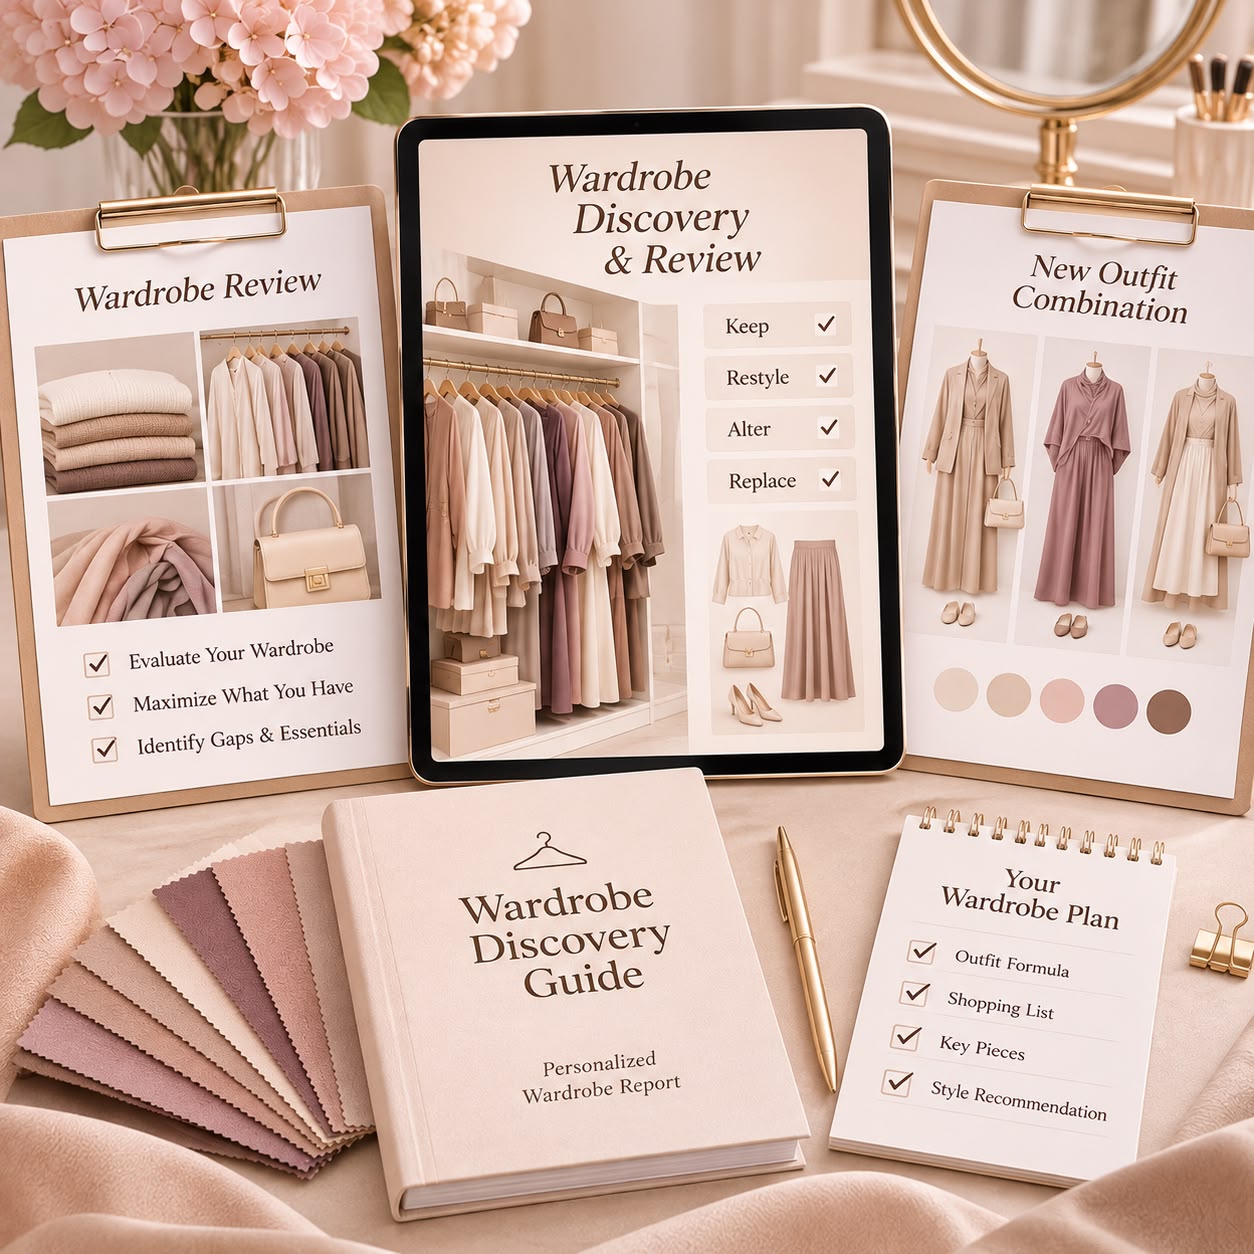 Wardrobe Review
Evaluate Your Wardrobe
Maximize What You Have
Identify Gaps & Essentials
Wardrobe
Discovery
& Review
Keep
Restyle
Alter
Replace
New Outfit
Combination
Wardrobe
Discovery
Guide
Personalized
Wardrobe Report
Your
Wardrobe Plan
Outfit Formula
Shopping List
Key Pieces
Style Recommendation